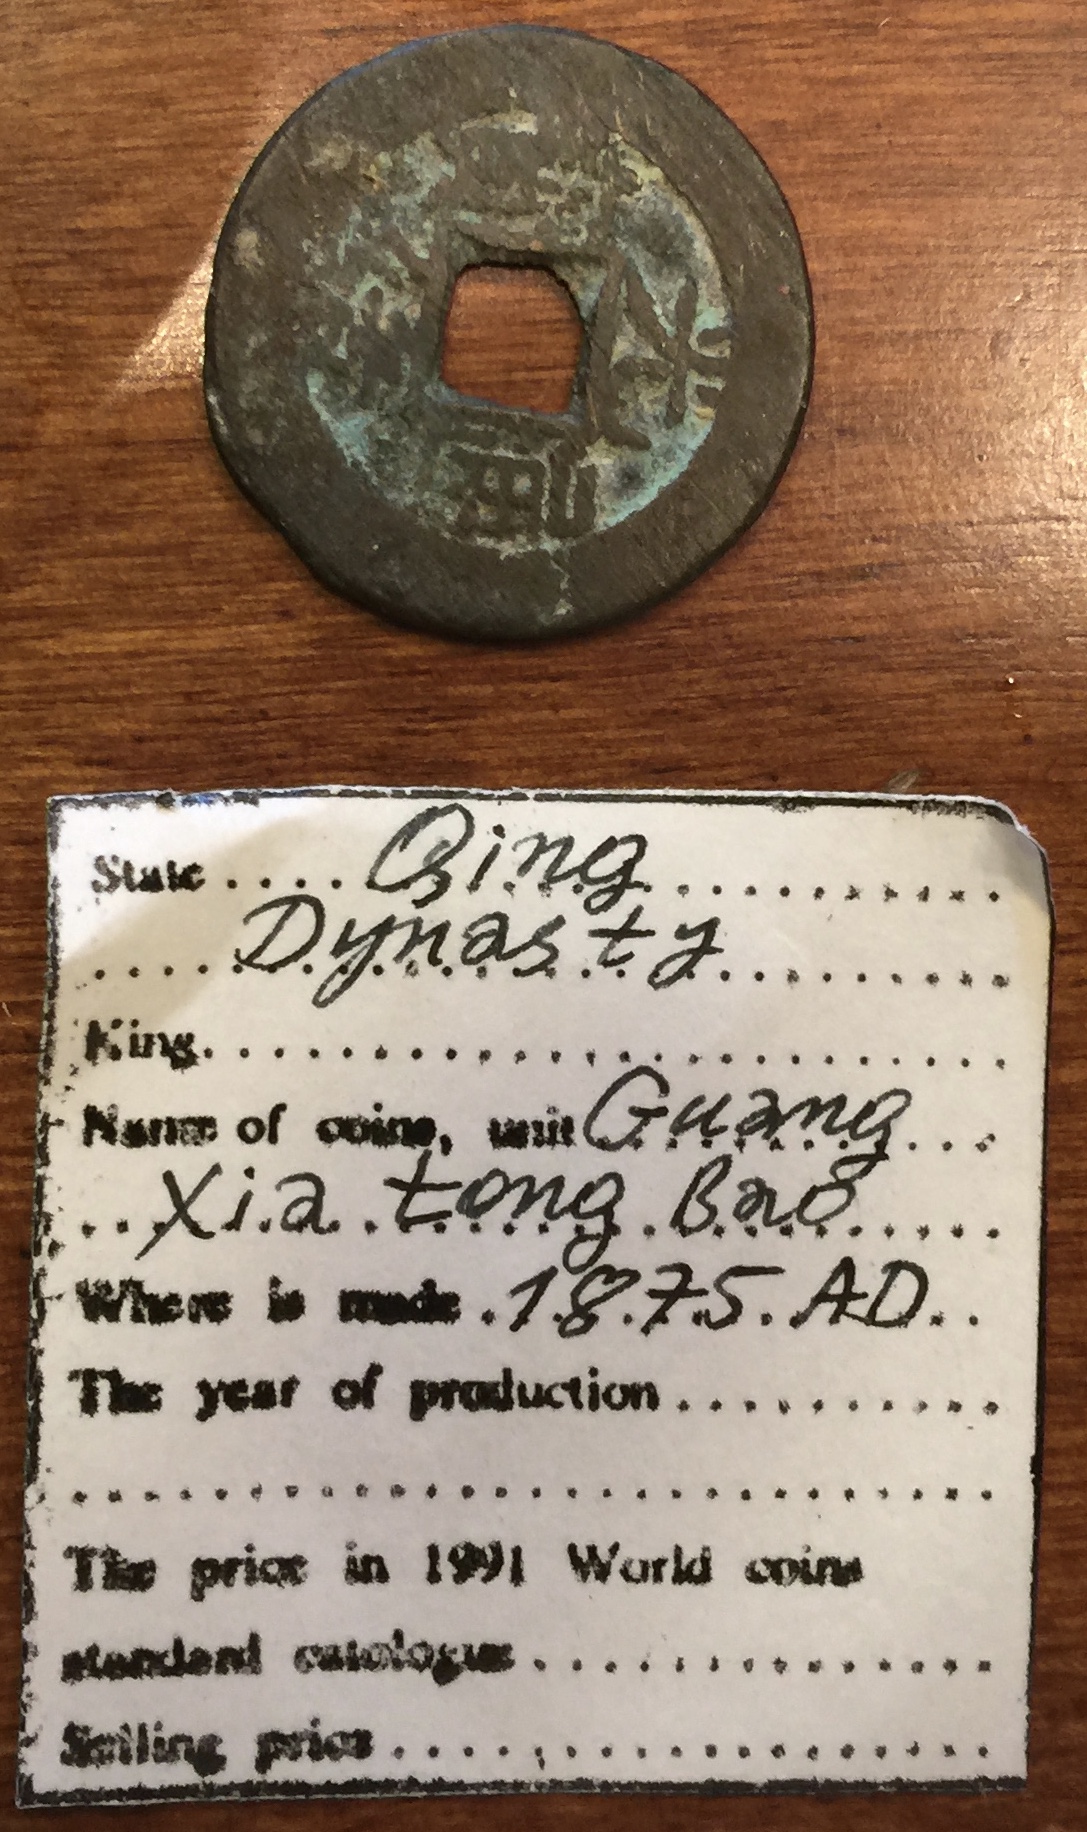 State .... Qing ............
.... Dynasty ..........
King..........................
Name of coins, unit Guang ...
.. Xia tong Bao ....
Where is made .1875. AD..
The year of production..........
..............................
The price in 1991 World coins
standard catologue ..............
Selling price ..................